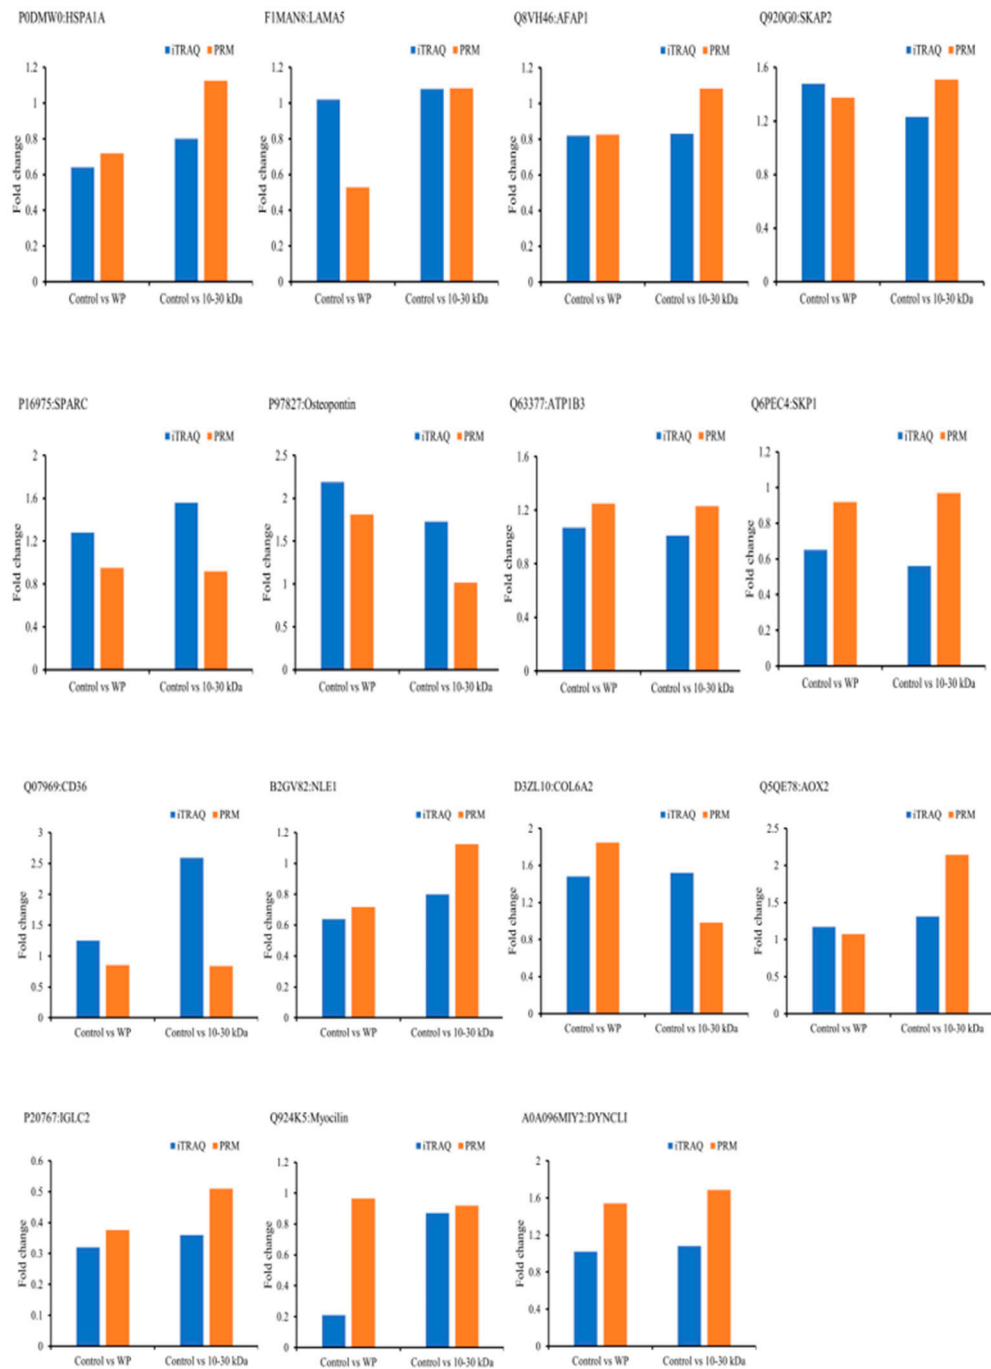 P0DMW0:HSPA1A
iTRAQ PRM
Fold change
1.2
1
0.8
0.6
0.4
0.2
0
Control vs WP Control vs 10-30 kDa
F1MAN8:LAMA5
iTRAQ PRM
Fold change
1.2
1
0.8
0.6
0.4
0.2
0
Control vs WP Control vs 10-30 kDa
Q8VH46:AFAP1
iTRAQ PRM
Fold change
1.2
1
0.8
0.6
0.4
0.2
0
Control vs WP Control vs 10-30 kDa
Q920G0:SKAP2
iTRAQ PRM
Fold change
1.6
1.2
0.8
0.4
0
Control vs WP Control vs 10-30 kDa
P16975:SPARC
iTRAQ PRM
Fold change
2
1.6
1.2
0.8
0.4
0
Control vs WP Control vs 10-30 kDa
P97827:Osteopontin
iTRAQ PRM
Fold change
2.5
2
1.5
1
0.5
0
Control vs WP Control vs 10-30 kDa
Q63377:ATP1B3
iTRAQ PRM
Fold change
1.6
1.2
0.8
0.4
0
Control vs WP Control vs 10-30 kDa
Q6PEC4:SKP1
iTRAQ PRM
Fold change
1.2
1
0.8
0.6
0.4
0.2
0
Control vs WP Control vs 10-30 kDa
Q07969:CD36
iTRAQ PRM
Fold change
3
2.5
2
1.5
1
0.5
0
Control vs WP Control vs 10-30 kDa
B2GV82:NLE1
iTRAQ PRM
Fold change
1.2
1
0.8
0.6
0.4
0.2
0
Control vs WP Control vs 10-30 kDa
D3ZL10:COL6A2
iTRAQ PRM
Fold change
2
1.6
1.2
0.8
0.4
0
Control vs WP Control vs 10-30 kDa
Q5QE78:AOX2
iTRAQ PRM
Fold change
2.5
2
1.5
1
0.5
0
Control vs WP Control vs 10-30 kDa
P20767:IGLC2
iTRAQ PRM
Fold change
0.6
0.5
0.4
0.3
0.2
0.1
0
Control vs WP Control vs 10-30 kDa
Q924K5:Myocilin
iTRAQ PRM
Fold change
1.2
1
0.8
0.6
0.4
0.2
0
Control vs WP Control vs 10-30 kDa
A0A096MIY2:DYNCLI
iTRAQ PRM
Fold change
2
1.6
1.2
0.8
0.4
0
Control vs WP Control vs 10-30 kDa